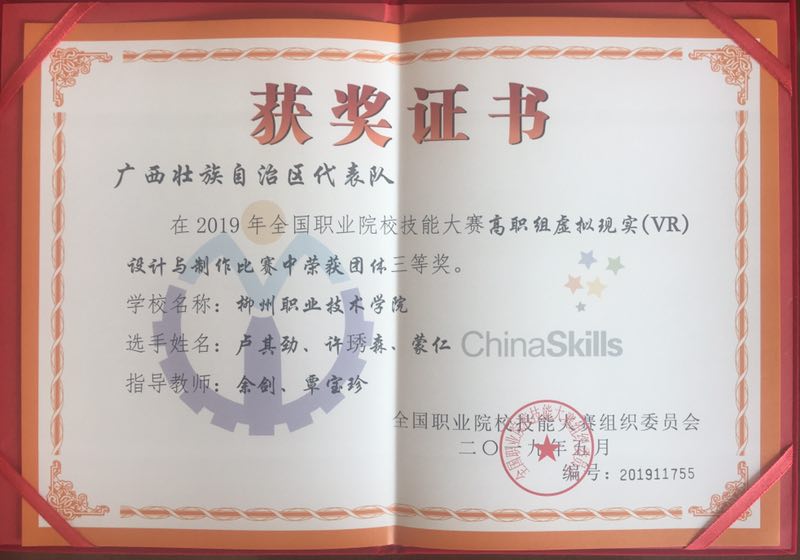 获奖证书
广西壮族自治区代表队
在2019年全国职业院校技能大赛高职组虚拟现实(VR)
设计与制作比赛中荣获团体三等奖。
学校名称：柳州职业技术学院
选手姓名：卢其劲、许琇森、蒙仁
指导教师：余剑、覃宝珍
ChinaSkills
全国职业院校技能大赛组织委员会
二〇一九年五月
编号：201911755